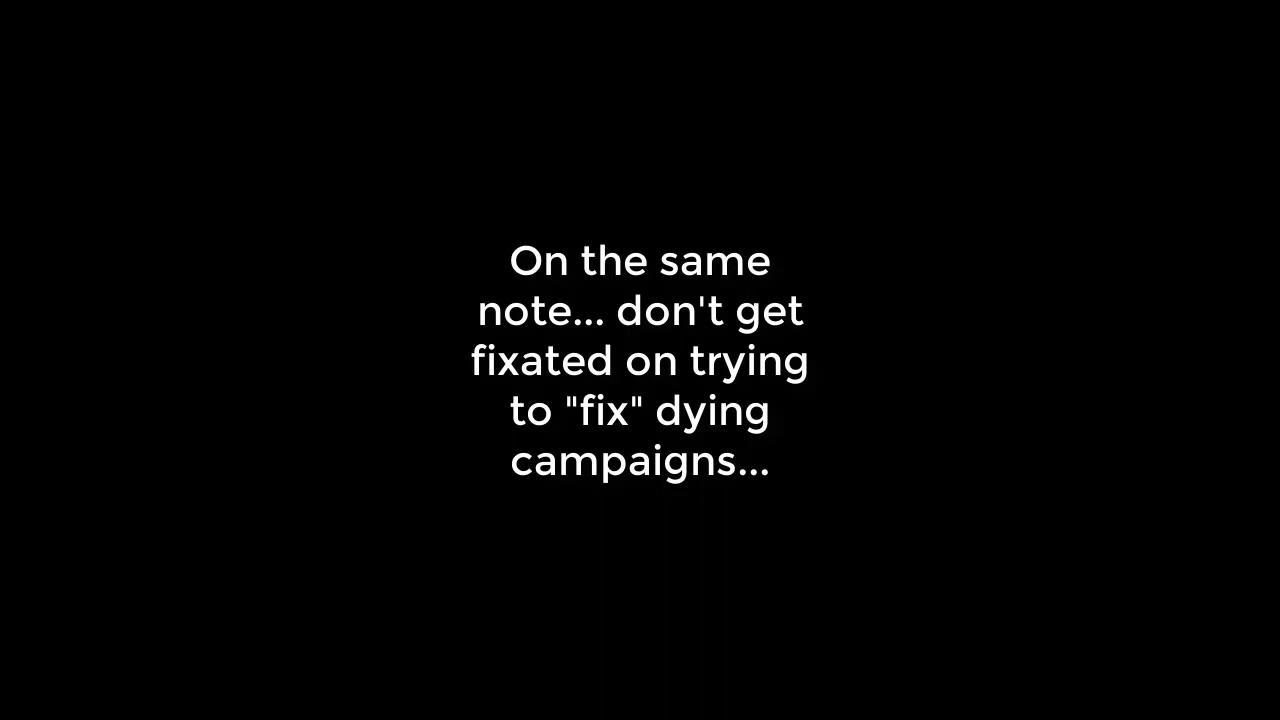 On the same
note... don't get
fixated on trying
to "fix" dying
campaigns...